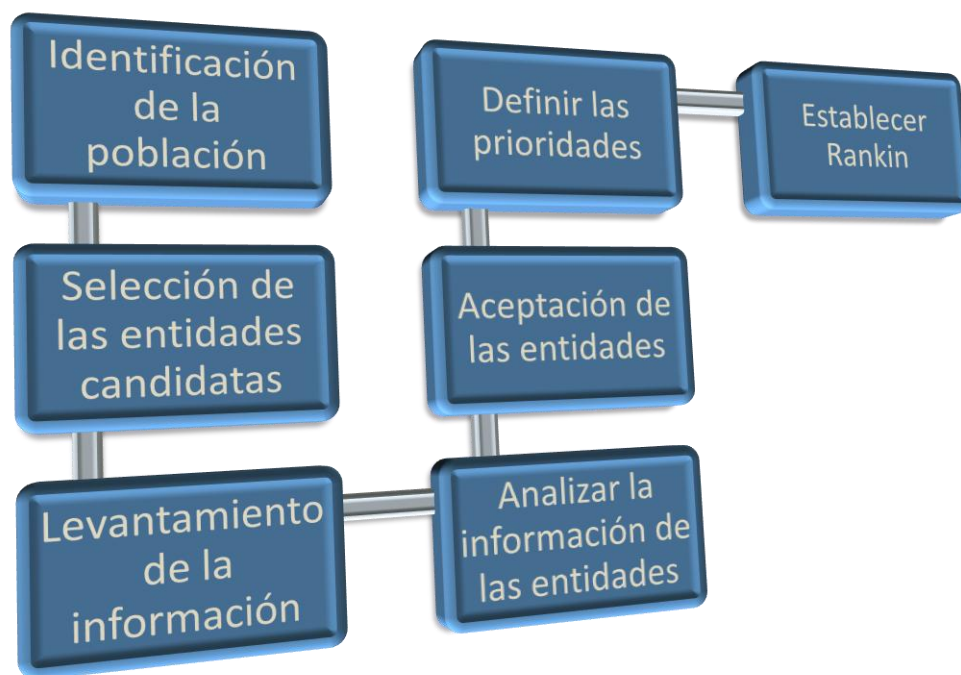 Identificación
de la
población
Selección de
las entidades
candidatas
Levantamiento
de la
información
Analizar la
información de
las entidades
Aceptación de
las entidades
Definir las
prioridades
Establecer
Rankin